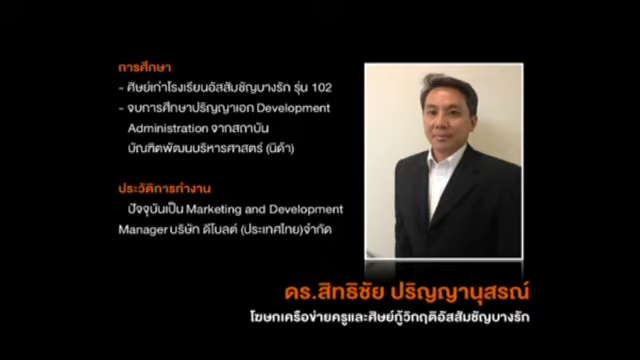 การศึกษา
- ศิษย์เก่าโรงเรียนอัสสัมชัญบางรัก รุ่น 102
- จบการศึกษาปริญญาเอก Development
Administration จากสถาบัน
บัณฑิตพัฒนบริหารศาสตร์ (นิด้า)
ประวัติการทำงาน
ปัจจุบันเป็น Marketing and Development
Manager บริษัท ดีโบลด์ (ประเทศไทย)จำกัด
ดร.สิทธิชัย ปริญญานุสรณ์
โฆษกเครือข่ายครูและศิษย์กู้วิกฤติอัสสัมชัญบางรัก